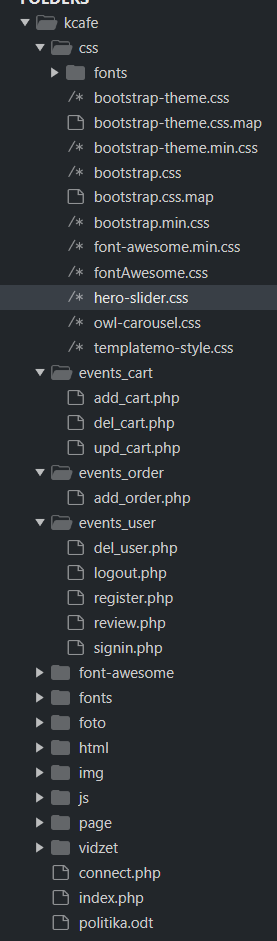 FOLDERS
kcafe
css
fonts
/* bootstrap-theme.css
bootstrap-theme.css.map
/* bootstrap-theme.min.css
/* bootstrap.css
bootstrap.css.map
/* bootstrap.min.css
/* font-awesome.min.css
/* fontAwesome.css
/* hero-slider.css
/* owl-carousel.css
/* templatemo-style.css
events_cart
add_cart.php
del_cart.php
upd_cart.php
events_order
add_order.php
events_user
del_user.php
logout.php
register.php
review.php
signin.php
font-awesome
fonts
foto
html
img
js
page
vidzet
connect.php
index.php
politika.odt